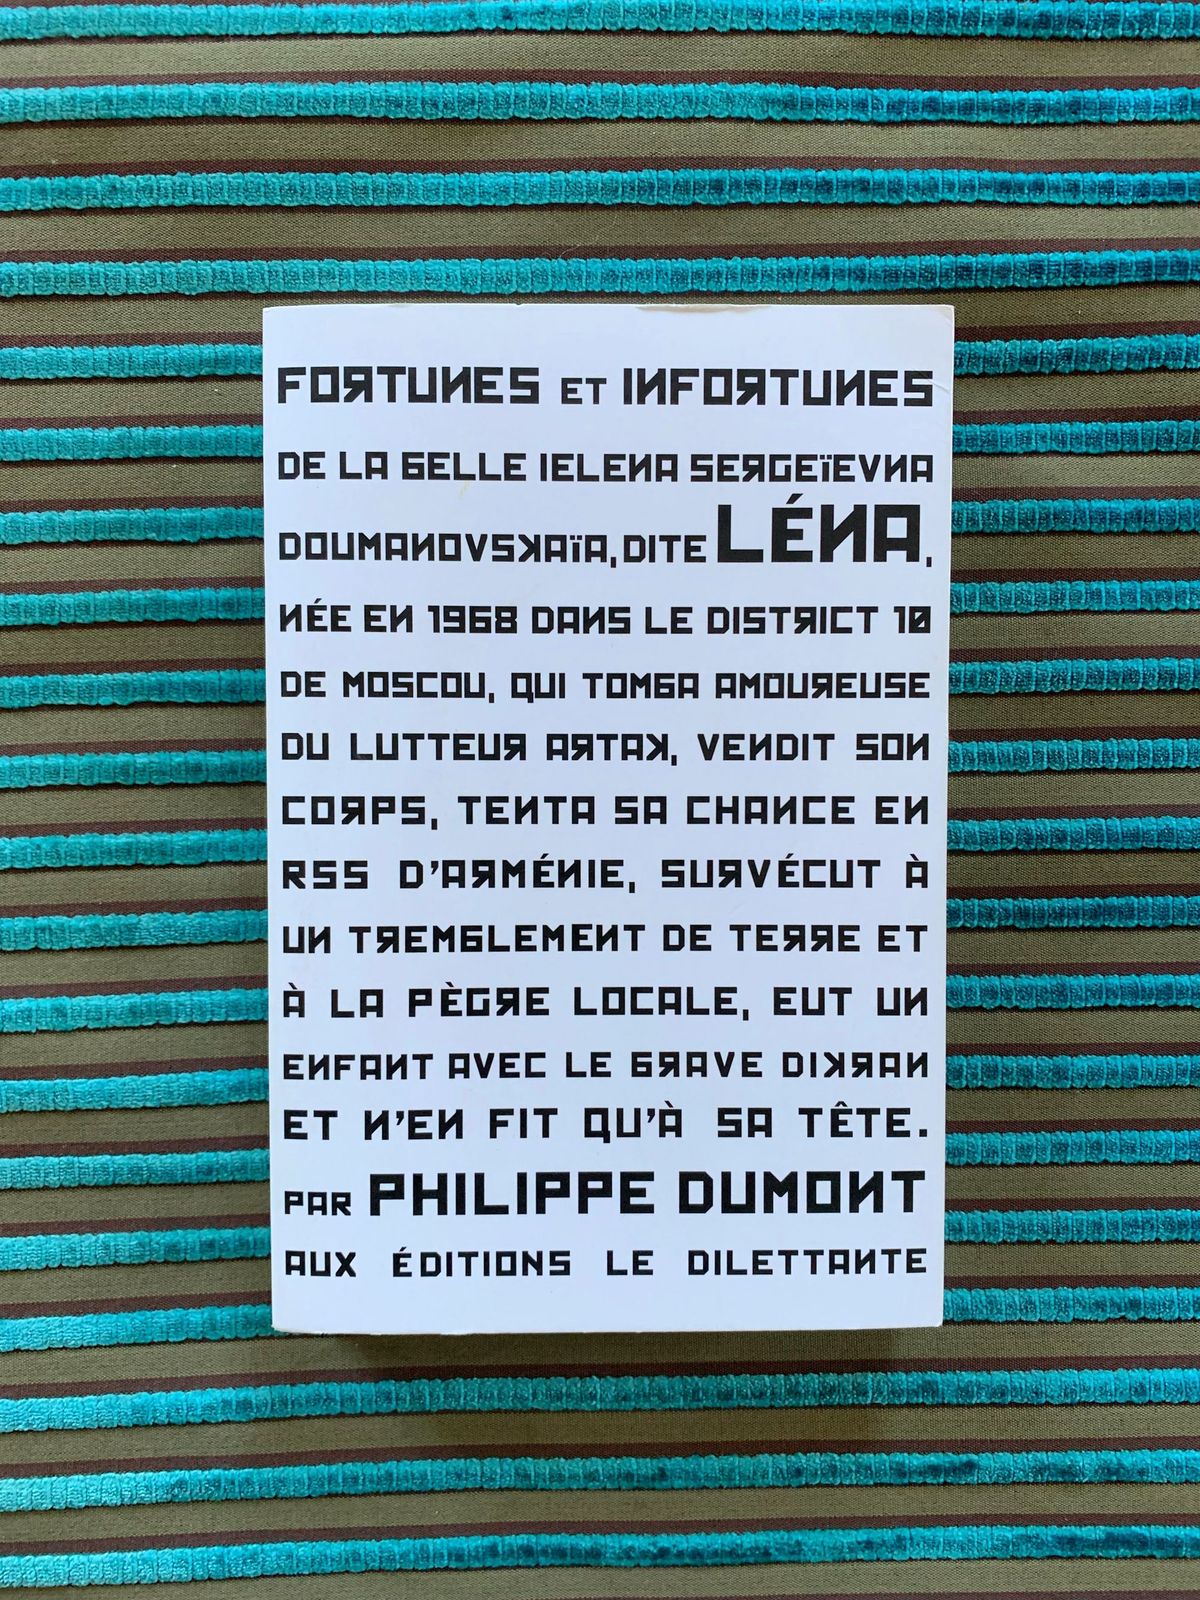 FORTUNES ET INFORTUNES
DE LA BELLE IELENA SERGEÏEVNA
DOUMANOVSKAÏA, DITE LÉNA,
NÉE EN 1968 DANS LE DISTRICT 10
DE MOSCOU, QUI TOMBA AMOUREUSE
DU LUTTEUR ARTAK, VENDIT SON
CORPS, TENTA SA CHANCE EN
RSS D'ARMÉNIE, SURVÉCUT À
UN TREMBLEMENT DE TERRE ET
À LA PÈGRE LOCALE, EUT UN
ENFANT AVEC LE BRAVE DIKRAN
ET N'EN FIT QU'À SA TÊTE.
PAR PHILIPPE DUMONT
AUX ÉDITIONS LE DILETTANTE